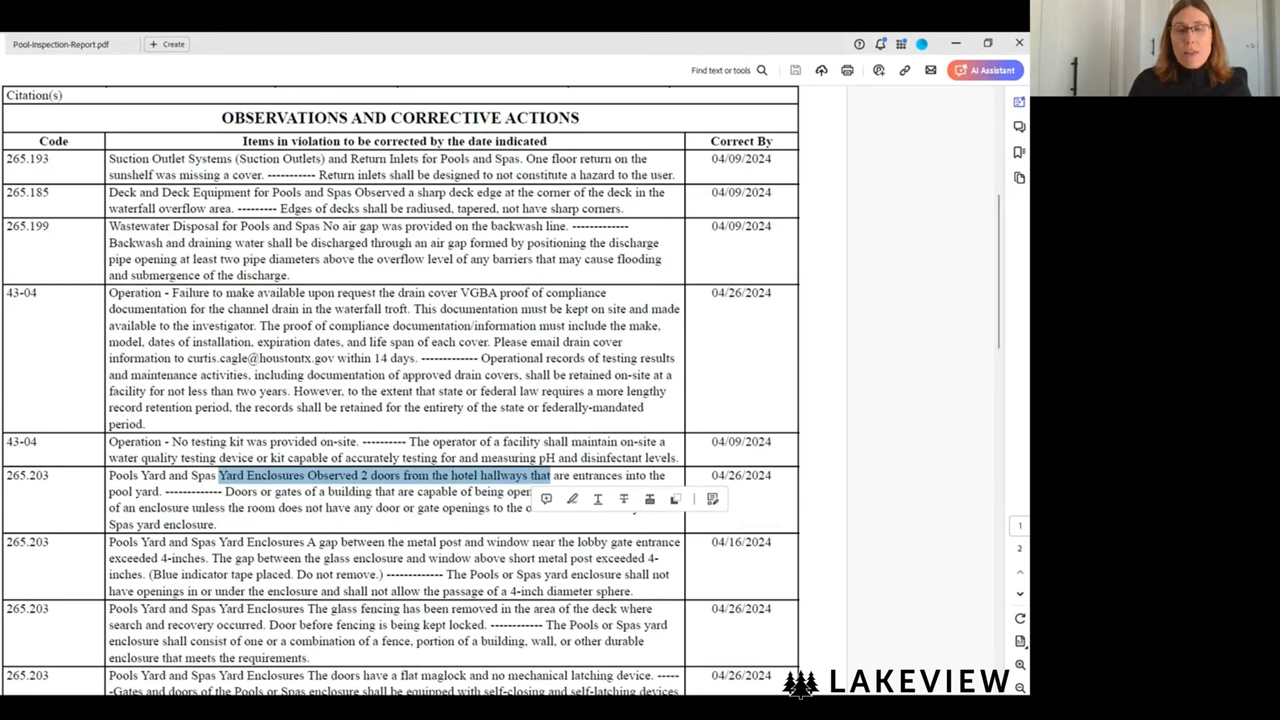 Pool-Inspection-Report.pdf
Create
Find text or tools
AI Assistant
Citation(s)
OBSERVATIONS AND CORRECTIVE ACTIONS
Code Items in violation to be corrected by the date indicated Correct By
265.193 Suction Outlet Systems (Suction Outlets) and Return Inlets for Pools and Spas. One floor return on the 04/09/2024
sunshelf was missing a cover. ----------- Return inlets shall be designed to not constitute a hazard to the user.
265.185 Deck and Deck Equipment for Pools and Spas Observed a sharp deck edge at the corner of the deck in the 04/09/2024
waterfall overflow area. --------- Edges of decks shall be radiused, tapered, not have sharp corners.
265.199 Wastewater Disposal for Pools and Spas No air gap was provided on the backwash line. ------------- 04/09/2024
Backwash and draining water shall be discharged through an air gap formed by positioning the discharge
pipe opening at least two pipe diameters above the overflow level of any barriers that may cause flooding
and submergence of the discharge.
43-04 Operation - Failure to make available upon request the drain cover VGBA proof of compliance 04/26/2024
documentation for the channel drain in the waterfall troft. This documentation must be kept on site and made
available to the investigator. The proof of compliance documentation/information must include the make,
model, dates of installation, expiration dates, and life span of each cover. Please email drain cover
information to curtis.cagle@houstontx.gov within 14 days. ------------- Operational records of testing results
and maintenance activities, including documentation of approved drain covers, shall be retained on-site at a
facility for not less than two years. However, to the extent that state or federal law requires a more lengthy
record retention period, the records shall be retained for the entirety of the state or federally-mandated
period.
43-04 Operation - No testing kit was provided on-site. ---------- The operator of a facility shall maintain on-site a 04/09/2024
water quality testing device or kit capable of accurately testing for and measuring pH and disinfectant levels.
265.203 Pools Yard and Spas Yard Enclosures Observed 2 doors from the hotel hallways that are entrances into the 04/26/2024
pool yard. ------------- Doors or gates of a building that are capable of being open
of an enclosure unless the room does not have any door or gate openings to the
Spas yard enclosure.
265.203 Pools Yard and Spas Yard Enclosures A gap between the metal post and window near the lobby gate entrance 04/16/2024
exceeded 4-inches. The gap between the glass enclosure and window above short metal post exceeded 4-
inches. (Blue indicator tape placed. Do not remove.) ------------- The Pools or Spas yard enclosure shall not
have openings in or under the enclosure and shall not allow the passage of a 4-inch diameter sphere.
265.203 Pools Yard and Spas Yard Enclosures The glass fencing has been removed in the area of the deck where 04/26/2024
search and recovery occurred. Door before fencing is being kept locked. ------------ The Pools or Spas yard
enclosure shall consist of one or a combination of a fence, portion of a building, wall, or other durable
enclosure that meets the requirements.
265.203 Pools Yard and Spas Yard Enclosures The doors have a flat maglock and no mechanical latching device. ----- 04/26/2024
-Gates and doors of the Pools or Spas enclosure shall be equipped with self-closing and self-latching devices
1
2
LAKEVIEW